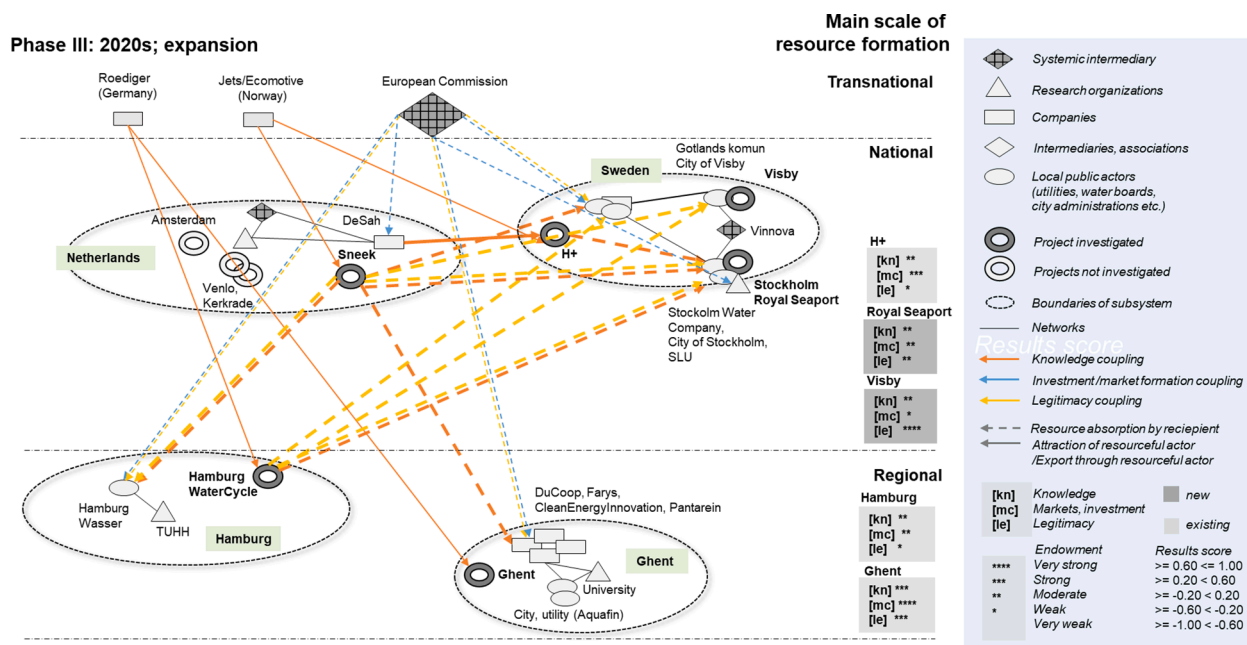 Phase III: 2020s; expansion
Main scale of
resource formation
Roediger
(Germany)
Jets/Ecomotive
(Norway)
European Commission
Transnational
National
Gotlands komun
City of Visby
Sweden
Visby
Amsterdam
DeSah
Vinnova
Netherlands
Sneek
H+
Venlo,
Kerkrade
Stockholm
Royal Seaport
Stockolm Water
Company,
City of Stockholm,
SLU
H+
[kn] **
[mc] ***
[le] *
Royal Seaport
[kn] **
[mc] **
[le] **
Visby
[kn] **
[mc] *
[le] ****
Regional
Hamburg
WaterCycle
Hamburg
Wasser
TUHH
Hamburg
DuCoop, Farys,
CleanEnergyInnovation, Pantarein
Ghent
Ghent
University
City, utility (Aquafin)
Hamburg
[kn] **
[mc] **
[le] *
Ghent
[kn] ***
[mc] ****
[le] ***
Systemic intermediary
Research organizations
Companies
Intermediaries, associations
Local public actors
(utilities, water boards,
city administrations etc.)
Project investigated
Projects not investigated
Boundaries of subsystem
Networks
Results score
Knowledge coupling
Investment/market formation coupling
Legitimacy coupling
Resource absorption by reciepient
Attraction of resourceful actor
/Export through resourceful actor
[kn] Knowledge
[mc] Markets, investment
[le] Legitimacy
new
existing
Endowment Results score
**** Very strong >= 0.60 <= 1.00
*** Strong >= 0.20 < 0.60
** Moderate >= -0.20 < 0.20
* Weak >= -0.60 < -0.20
Very weak >= -1.00 < -0.60